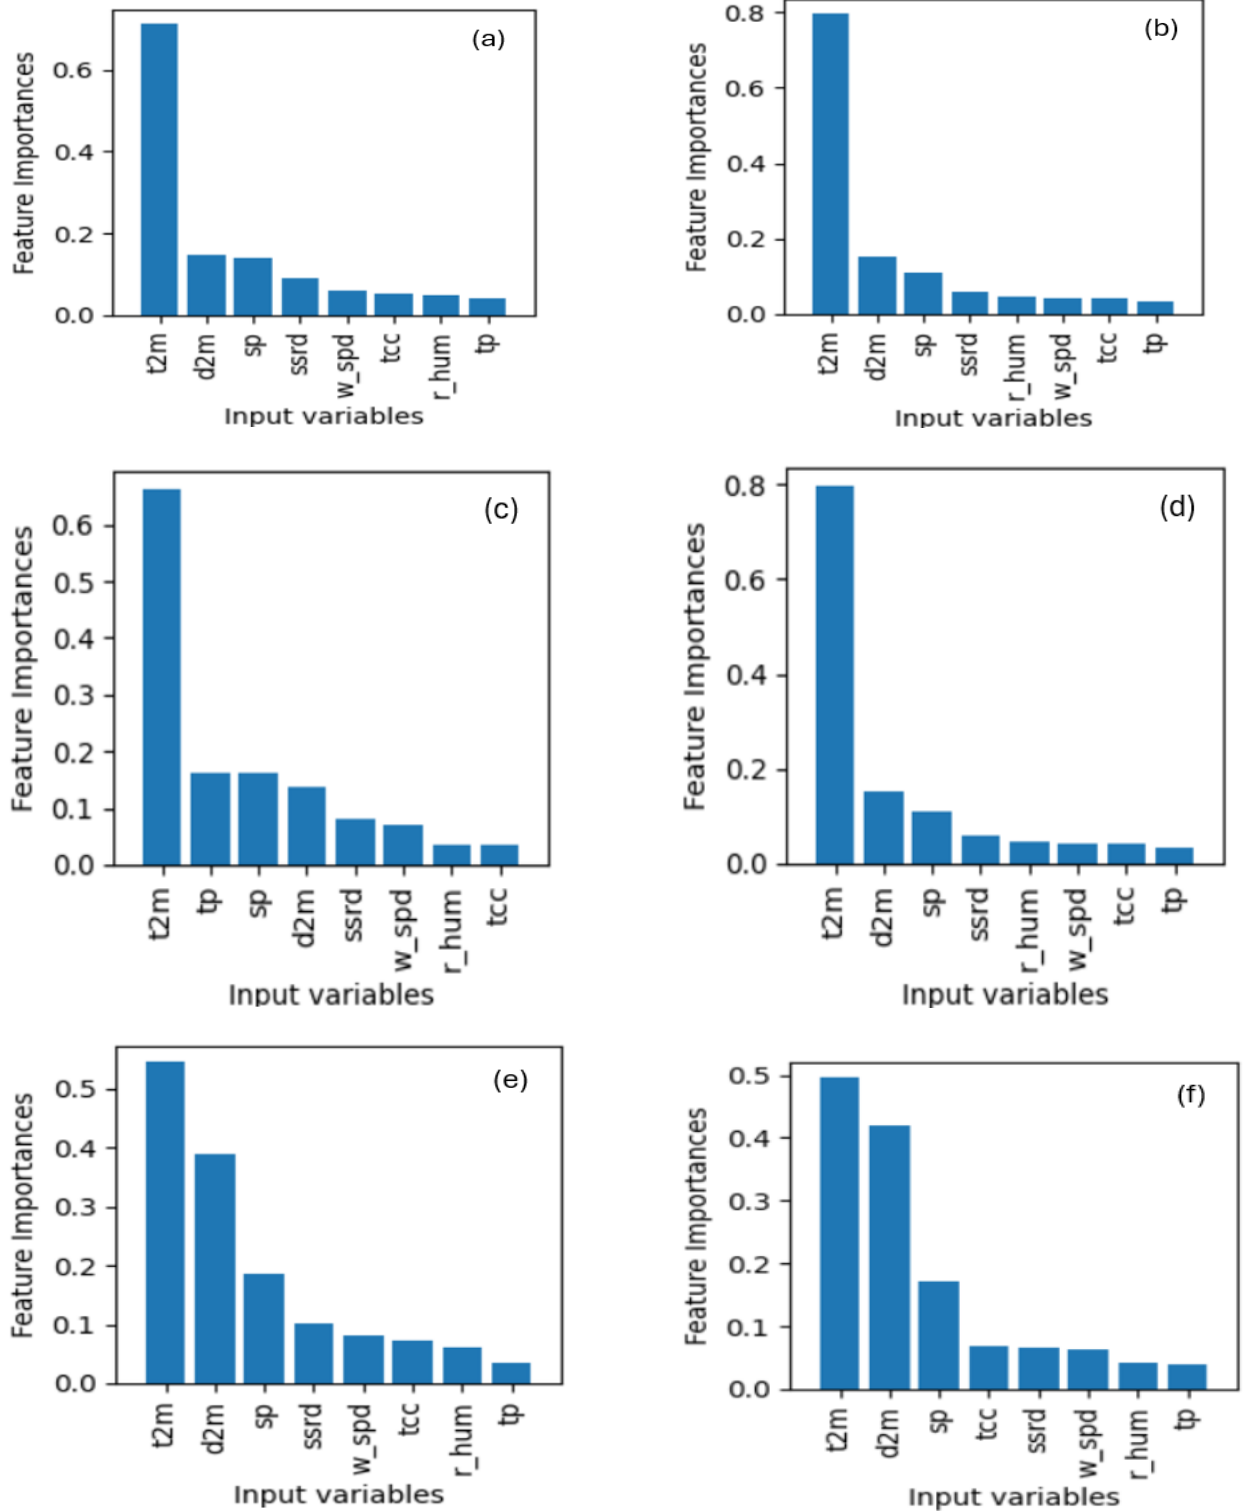 (a)
Feature Importances
0.6
0.4
0.2
0.0
t2m d2m sp ssrd w_spd tcc r_hum tp
Input variables
(b)
Feature Importances
0.8
0.6
0.4
0.2
0.0
t2m d2m sp ssrd r_hum w_spd tcc tp
Input variables
(c)
Feature Importances
0.6
0.5
0.4
0.3
0.2
0.1
0.0
t2m tp sp d2m ssrd w_spd r_hum tcc
Input variables
(d)
Feature Importances
0.8
0.6
0.4
0.2
0.0
t2m d2m sp ssrd r_hum w_spd tcc tp
Input variables
(e)
Feature Importances
0.5
0.4
0.3
0.2
0.1
0.0
t2m d2m sp ssrd w_spd tcc r_hum tp
Input variables
(f)
Feature Importances
0.5
0.4
0.3
0.2
0.1
0.0
t2m d2m sp tcc ssrd w_spd r_hum tp
Input variables